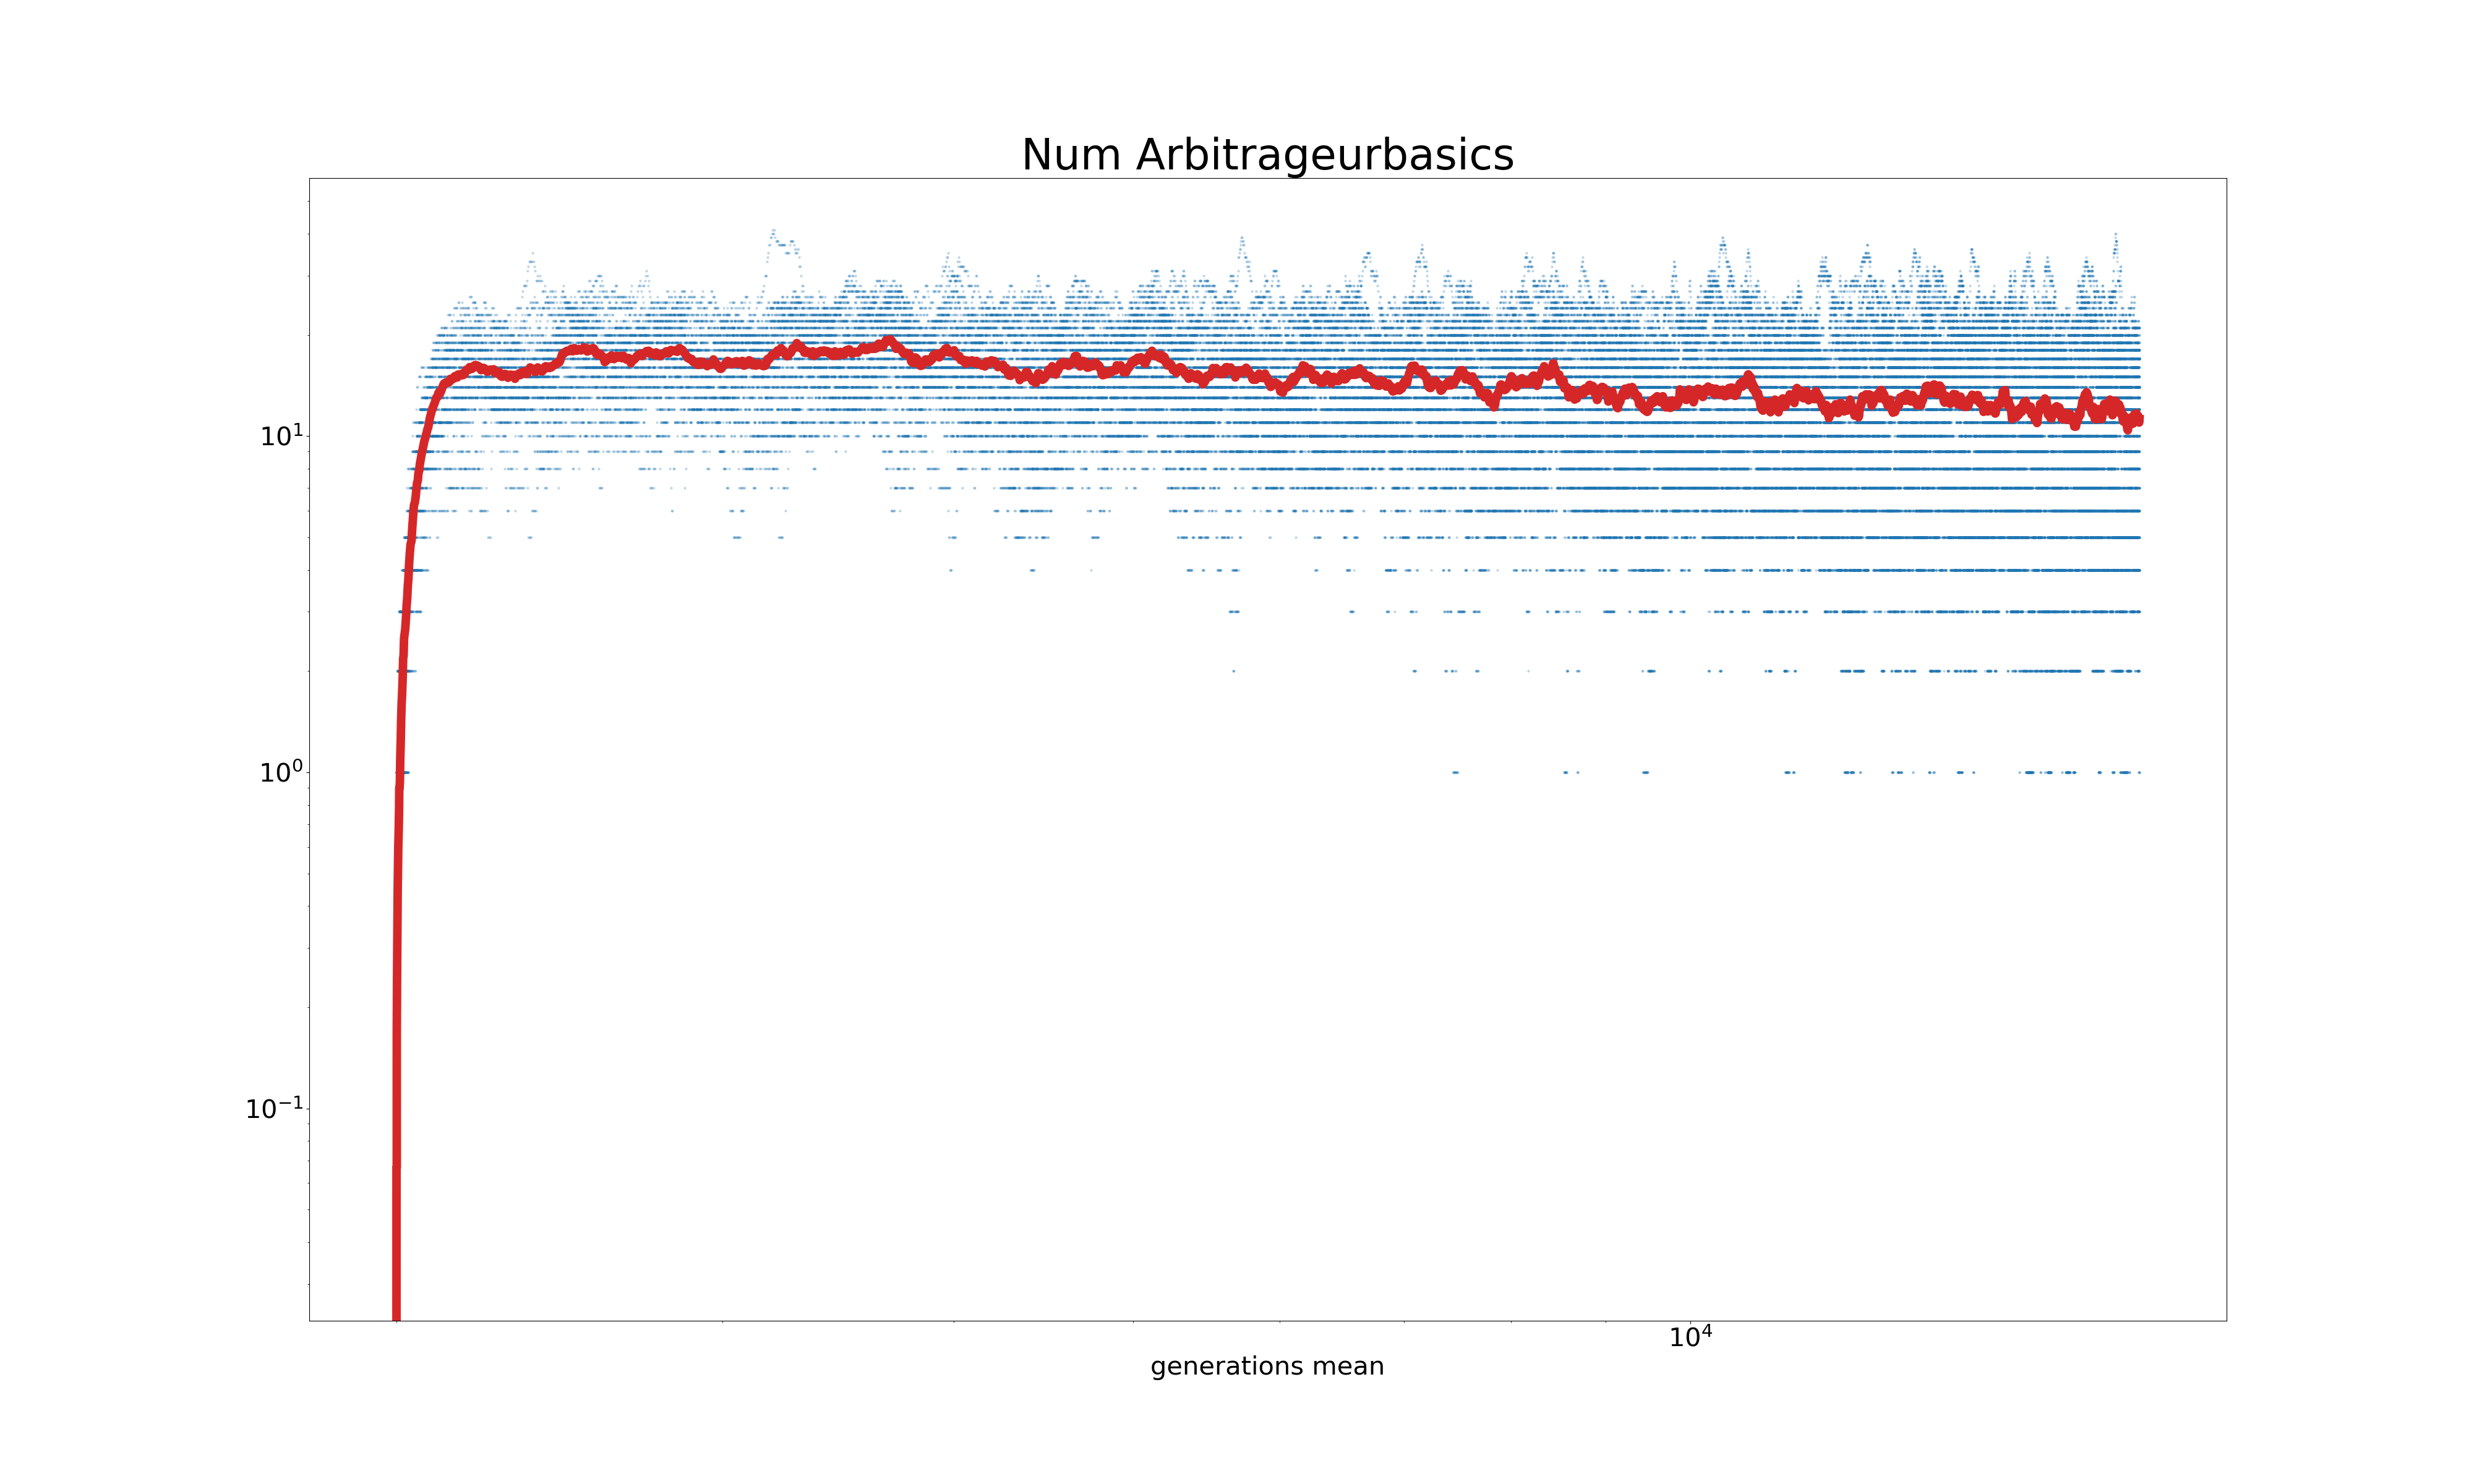 Num Arbitrageurbasics
10¹
10⁰
10⁻¹
10⁴
generations mean